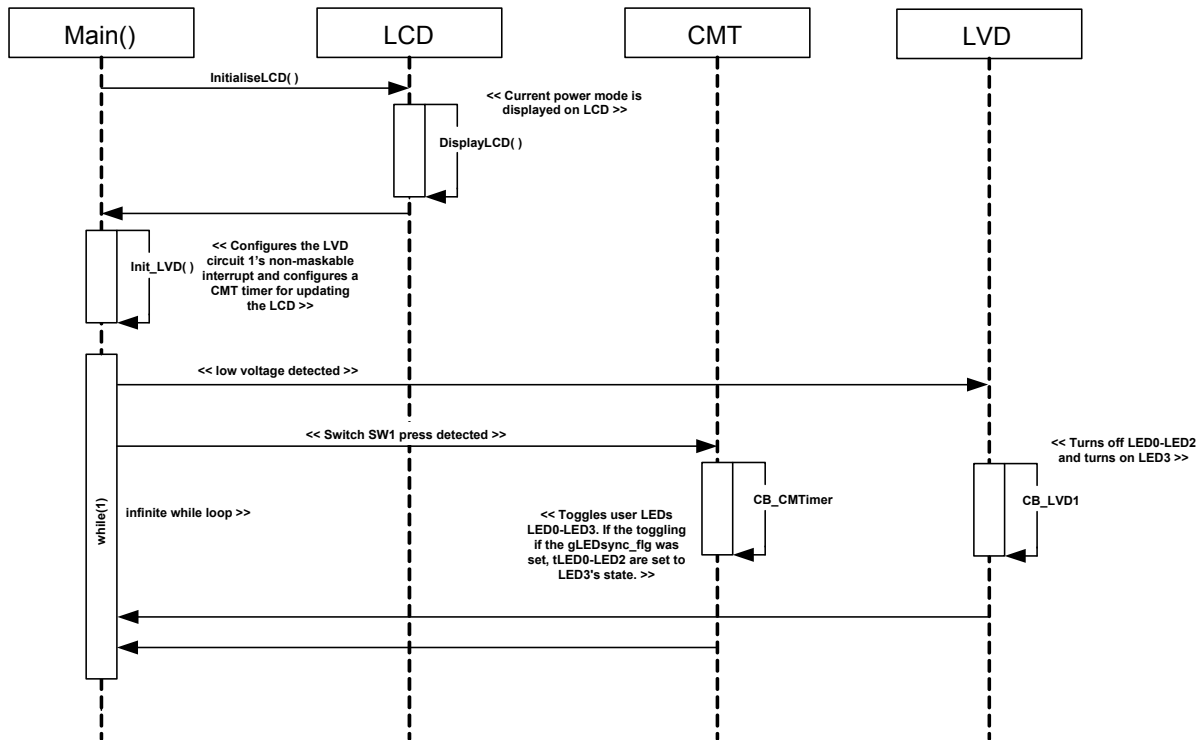 Main()
LCD
CMT
LVD
InitialiseLCD( )
<< Current power mode is
displayed on LCD >>
DisplayLCD( )
<< Configures the LVD
circuit 1's non-maskable
interrupt and configures a
CMT timer for updating
the LCD >>
Init_LVD( )
<< low voltage detected >>
<< Switch SW1 press detected >>
<< Turns off LED0-LED2
and turns on LED3 >>
CB_CMTimer
CB_LVD1
while(1)
infinite while loop >>
<< Toggles user LEDs
LED0-LED3. If the toggling
if the gLEDsync_flg was
set, tLED0-LED2 are set to
LED3's state. >>